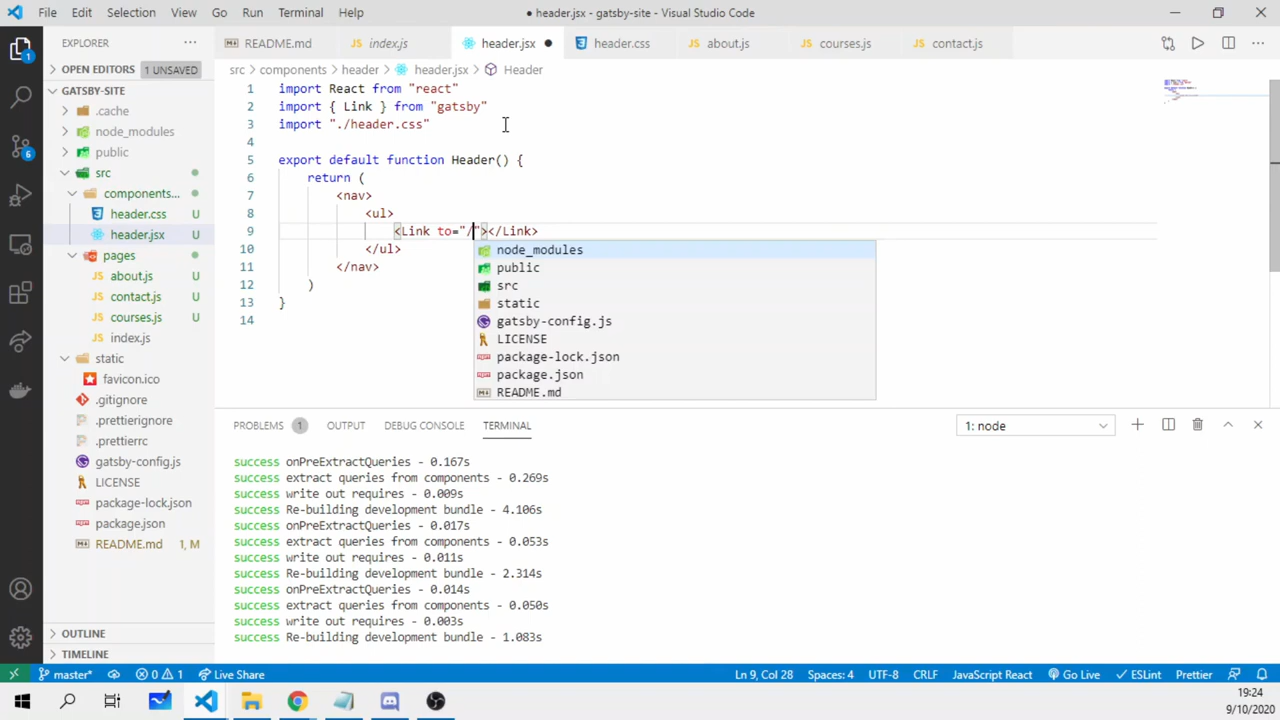 File Edit Selection View Go Run Terminal Help
● header.jsx - gatsby-site - Visual Studio Code
EXPLORER
README.md index.js header.jsx ● header.css about.js courses.js contact.js
OPEN EDITORS 1 UNSAVED
src > components > header > header.jsx > Header
GATSBY-SITE
.cache
node_modules
public
src
components...
header.css U
header.jsx U
pages
about.js U
contact.js U
courses.js U
index.js
static
favicon.ico
.gitignore
.prettierignore
.prettierrc
gatsby-config.js
LICENSE
package-lock.json
package.json
README.md 1, M
OUTLINE
TIMELINE
1
6
1 import React from "react"
2 import { Link } from "gatsby"
3 import "./header.css"
4
5 export default function Header() {
6 return (
7 <nav>
8 <ul>
9 <Link to="/"></Link>
10 </ul>
11 </nav>
12 )
13 }
14
node_modules
public
src
static
gatsby-config.js
LICENSE
package-lock.json
package.json
README.md
PROBLEMS 1 OUTPUT DEBUG CONSOLE TERMINAL 1: node
success onPreExtractQueries - 0.167s
success extract queries from components - 0.269s
success write out requires - 0.009s
success Re-building development bundle - 4.106s
success onPreExtractQueries - 0.017s
success extract queries from components - 0.053s
success write out requires - 0.011s
success Re-building development bundle - 2.314s
success onPreExtractQueries - 0.014s
success extract queries from components - 0.050s
success write out requires - 0.003s
success Re-building development bundle - 1.083s
master* 0 1 Live Share Ln 9, Col 28 Spaces: 4 UTF-8 CRLF JavaScript React Go Live ESLint Prettier
19:24
9/10/2020